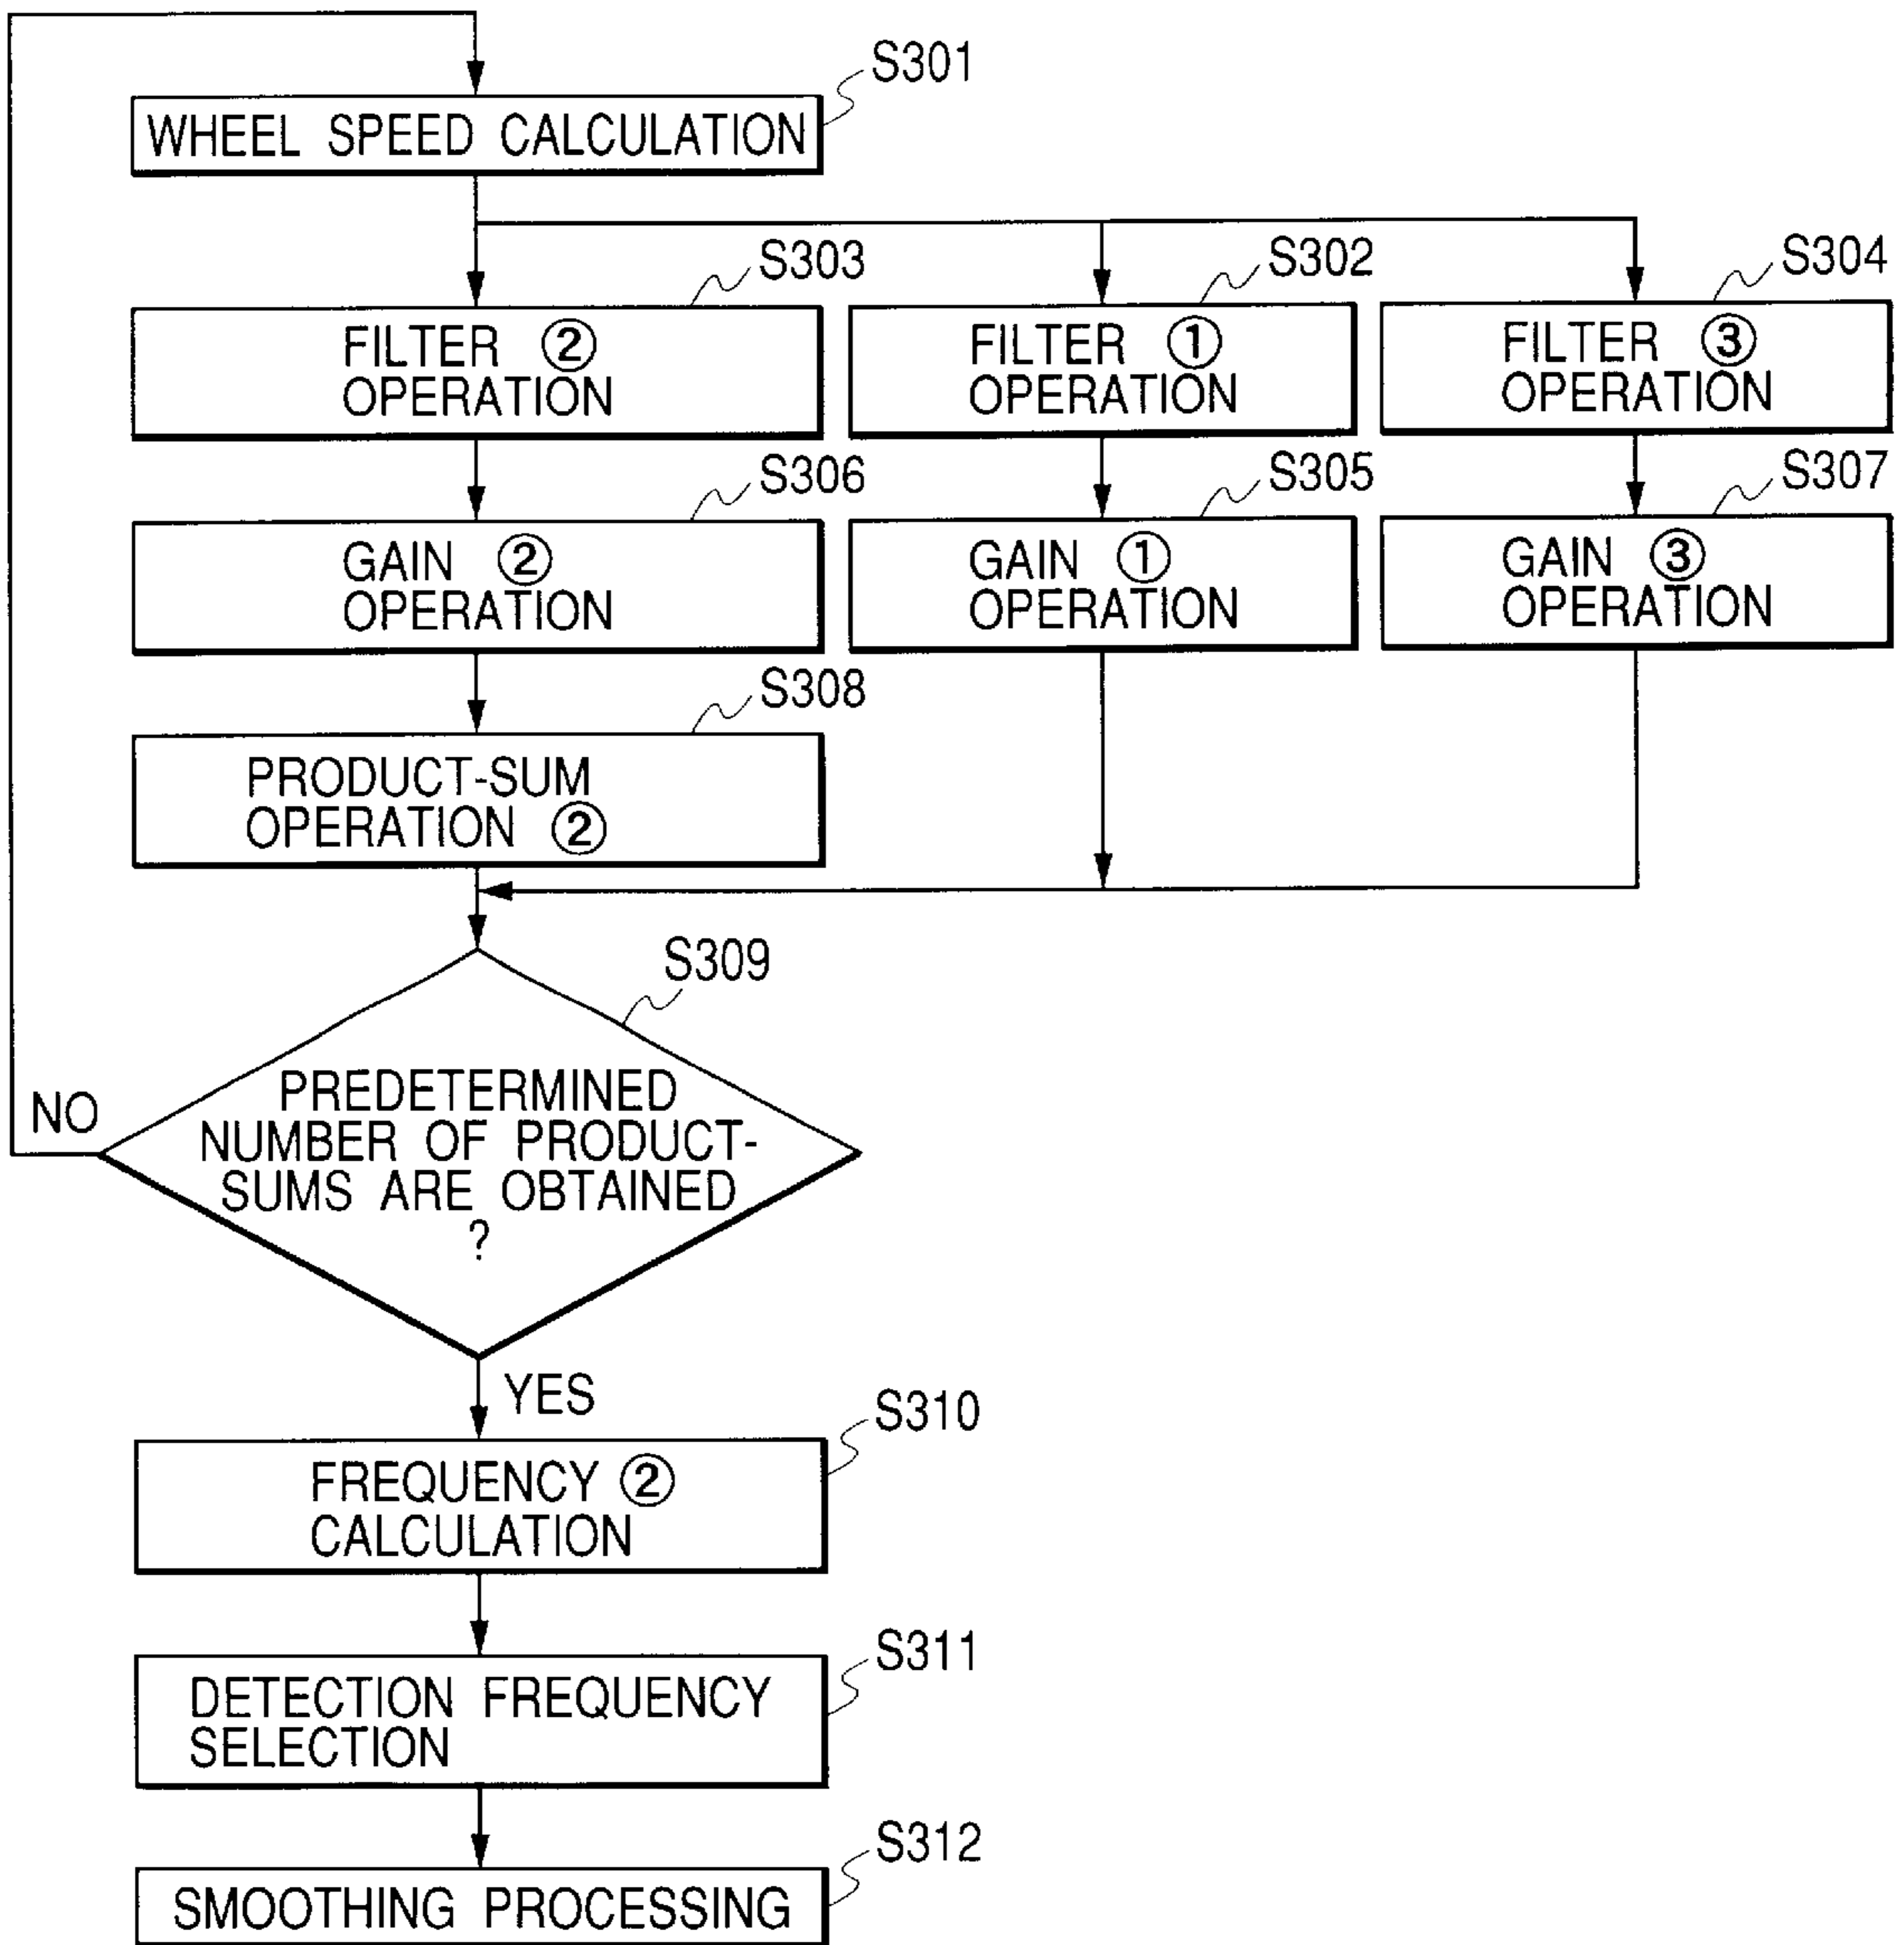 S301
WHEEL SPEED CALCULATION
S303
FILTER ②
OPERATION
S302
FILTER ①
OPERATION
S304
FILTER ③
OPERATION
S306
GAIN ②
OPERATION
S305
GAIN ①
OPERATION
S307
GAIN ③
OPERATION
S308
PRODUCT-SUM
OPERATION ②
S309
PREDETERMINED
NUMBER OF PRODUCT-
SUMS ARE OBTAINED
?
NO
YES
S310
FREQUENCY ②
CALCULATION
S311
DETECTION FREQUENCY
SELECTION
S312
SMOOTHING PROCESSING